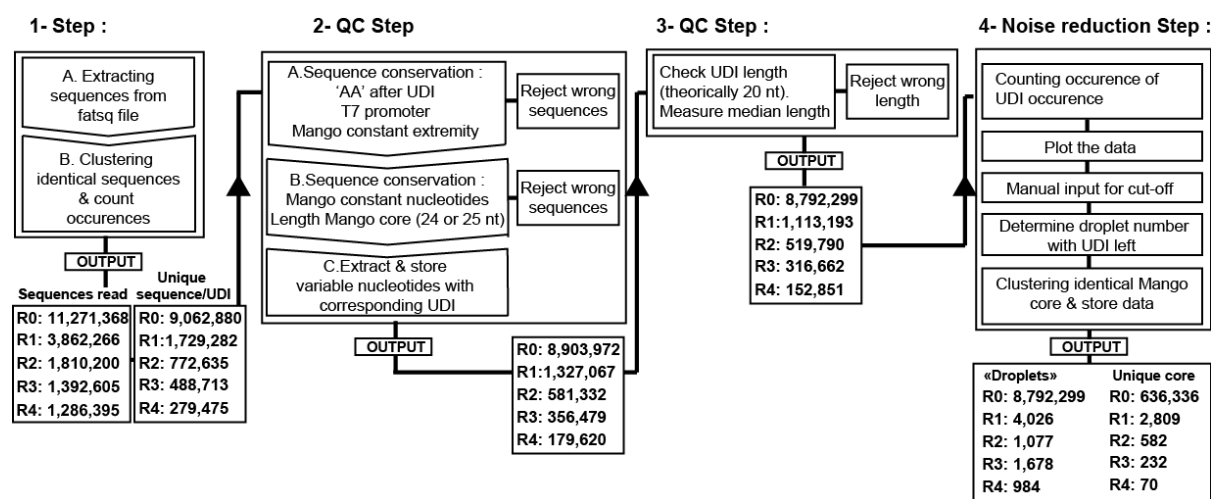 1- Step :
A. Extracting
sequences from
fatsq file
B. Clustering
identical sequences
& count
occurences
OUTPUT
Sequences read
R0: 11,271,368
R1: 3,862,266
R2: 1,810,200
R3: 1,392,605
R4: 1,286,395
Unique
sequence/UDI
R0: 9,062,880
R1:1,729,282
R2: 772,635
R3: 488,713
R4: 279,475
2- QC Step
A.Sequence conservation :
'AA' after UDI
T7 promoter
Mango constant extremity
Reject wrong
sequences
B.Sequence conservation :
Mango constant nucleotides
Length Mango core (24 or 25 nt)
Reject wrong
sequences
C.Extract & store
variable nucleotides with
corresponding UDI
OUTPUT
R0: 8,903,972
R1:1,327,067
R2: 581,332
R3: 356,479
R4: 179,620
3- QC Step :
Check UDI length
(theorically 20 nt).
Measure median length
Reject wrong
length
OUTPUT
R0: 8,792,299
R1:1,113,193
R2: 519,790
R3: 316,662
R4: 152,851
4- Noise reduction Step :
Counting occurence of
UDI occurence
Plot the data
Manual input for cut-off
Determine droplet number
with UDI left
Clustering identical Mango
core & store data
OUTPUT
«Droplets»
R0: 8,792,299
R1: 4,026
R2: 1,077
R3: 1,678
R4: 984
Unique core
R0: 636,336
R1: 2,809
R2: 582
R3: 232
R4: 70